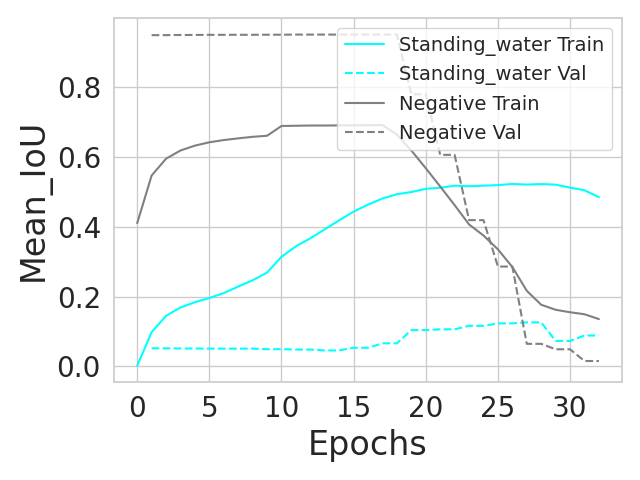 Standing_water Train
Standing_water Val
Negative Train
Negative Val
Mean_IoU
0.8
0.6
0.4
0.2
0.0
0 5 10 15 20 25 30
Epochs